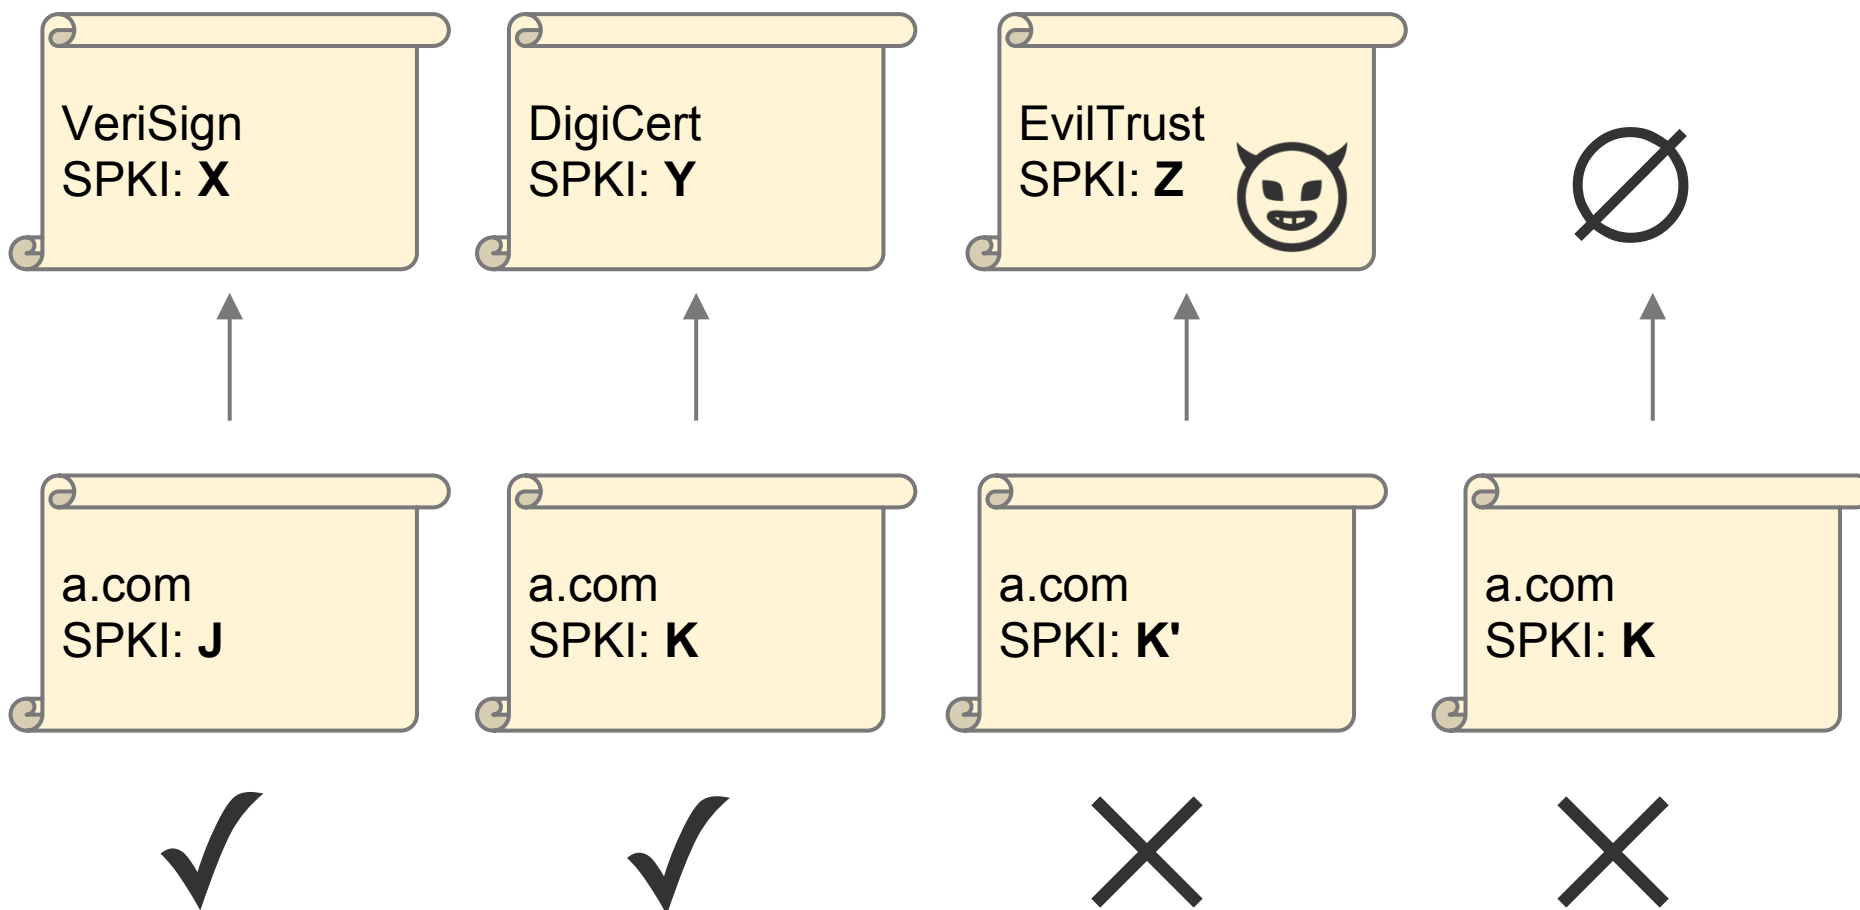 VeriSign
SPKI: X
DigiCert
SPKI: Y
EvilTrust
SPKI: Z
a.com
SPKI: J
a.com
SPKI: K
a.com
SPKI: K'
a.com
SPKI: K